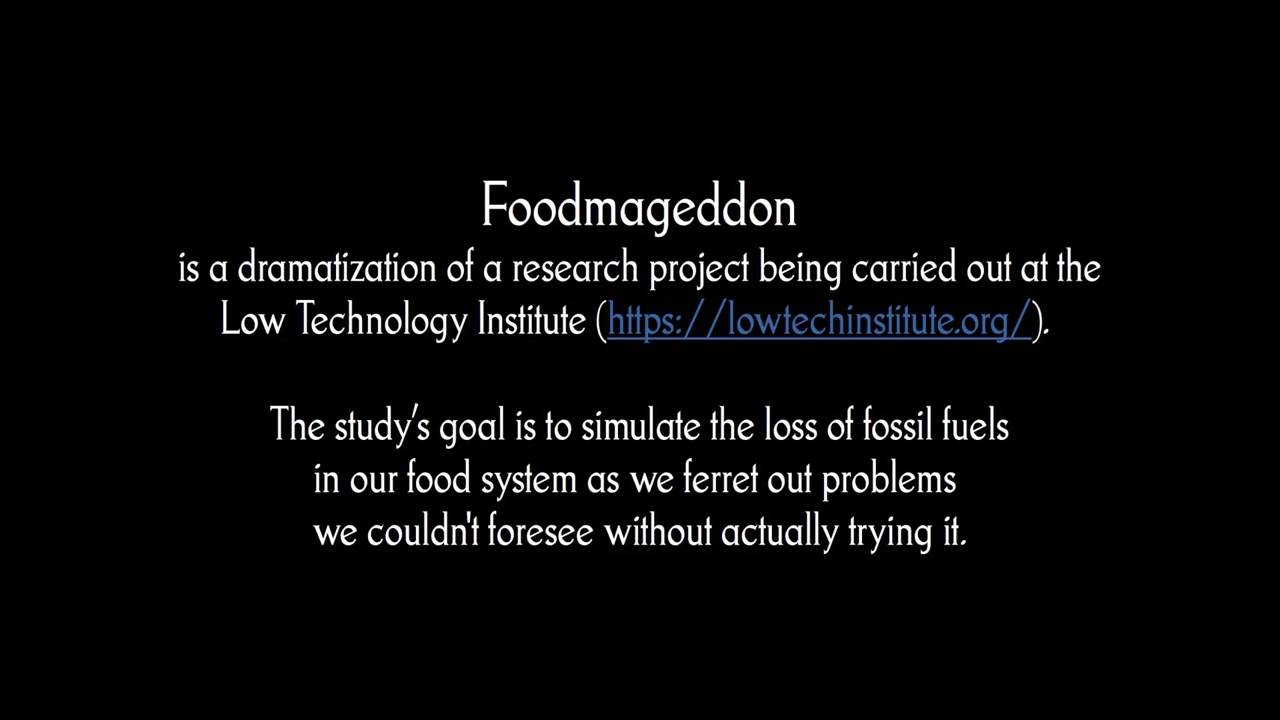 Foodmageddon
is a dramatization of a research project being carried out at the
Low Technology Institute (https://lowtechinstitute.org/).
The study’s goal is to simulate the loss of fossil fuels
in our food system as we ferret out problems
we couldn't foresee without actually trying it.